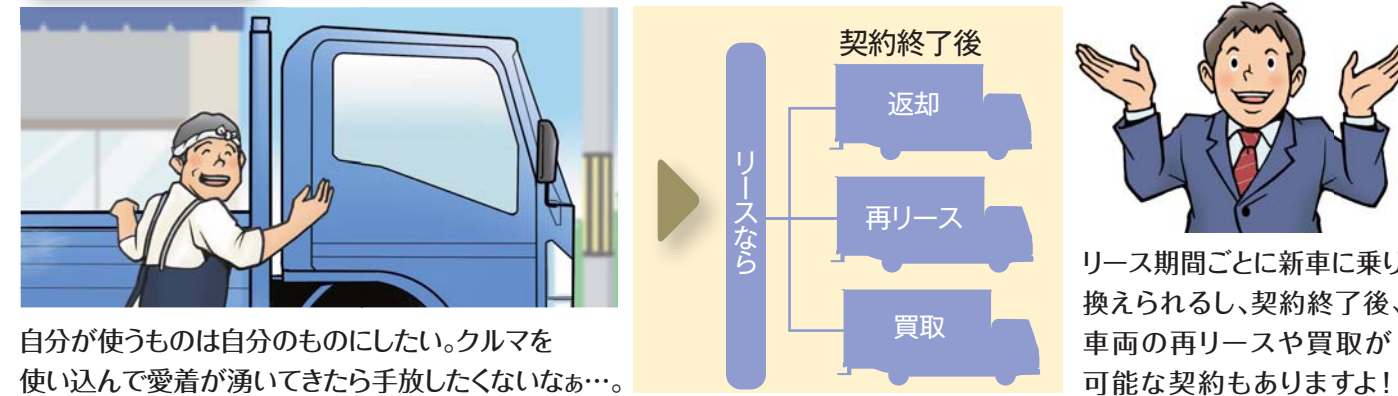 自分が使うものは自分のものにしたい。クルマを
使い込んで愛着が湧いてきたら手放したくないなぁ…。
リースなら
契約終了後
返却
再リース
買取
リース期間ごとに新車に乗り
換えられるし、契約終了後、
車両の再リースや買取が
可能な契約もありますよ！